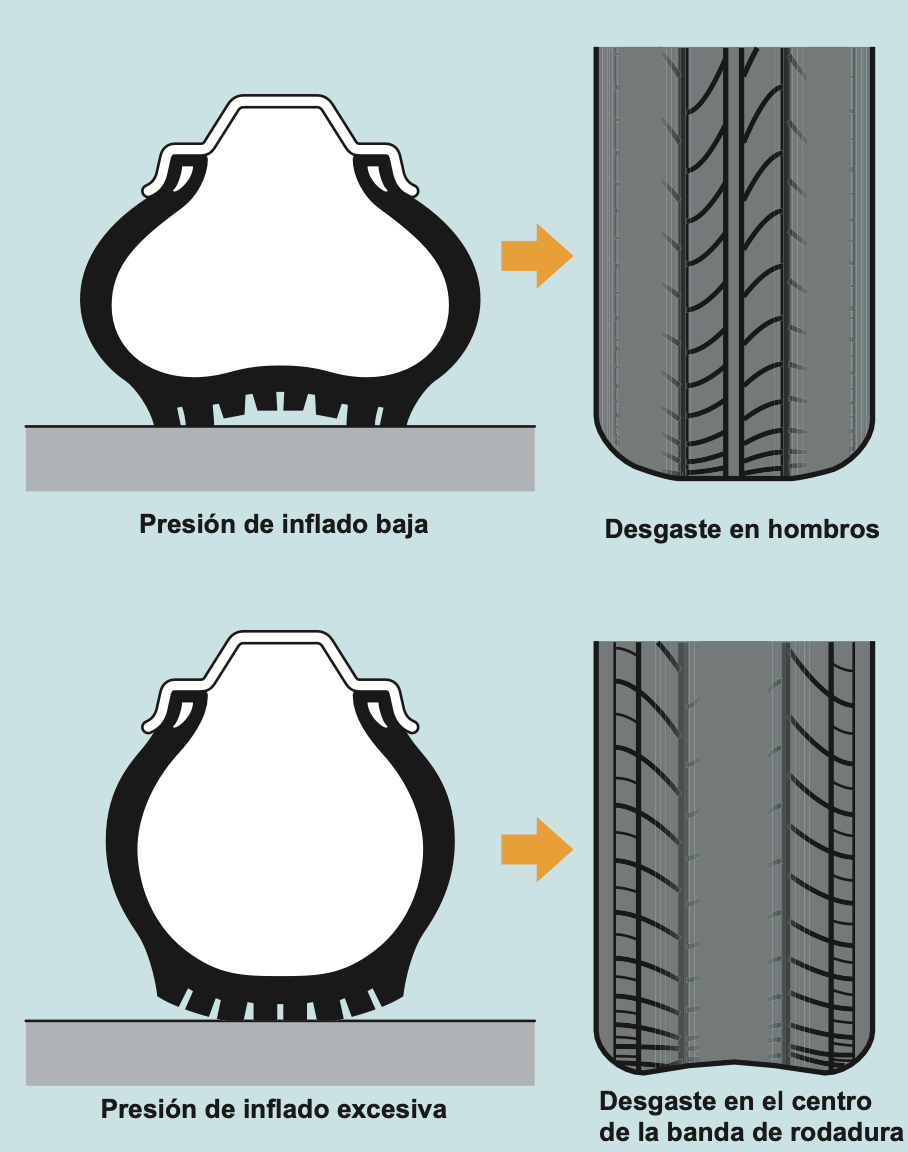 Presión de inflado baja
Desgaste en hombros
Presión de inflado excesiva
Desgaste en el centro
de la banda de rodadura